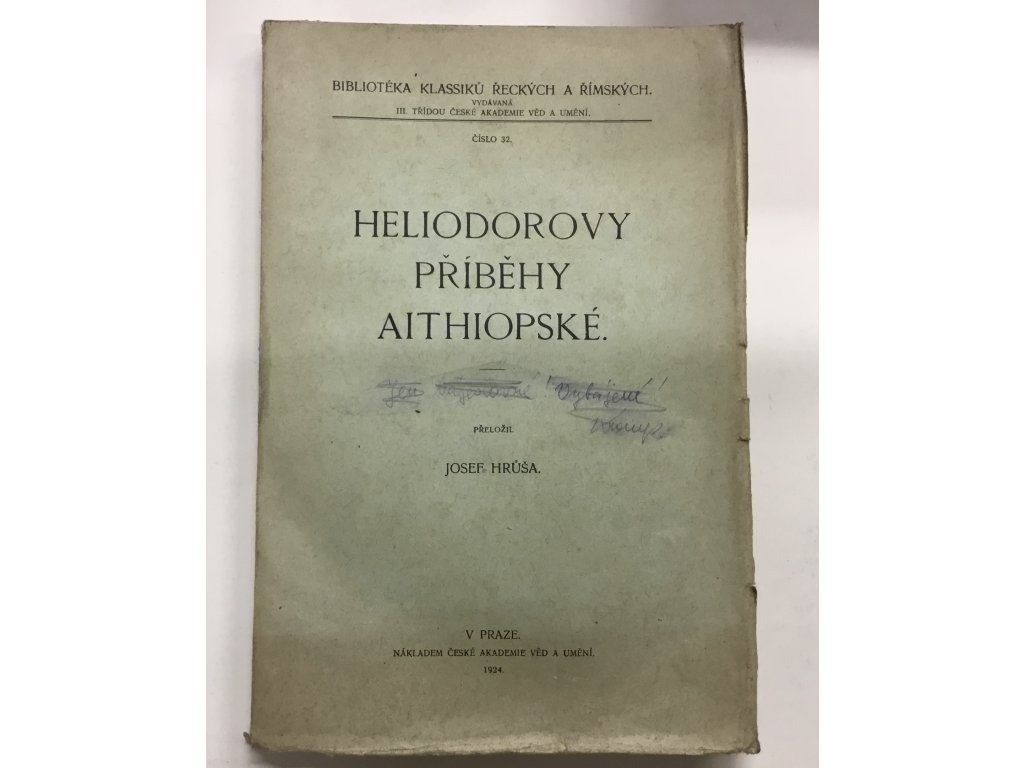 BIBLIOTÉKA KLASSIKŮ ŘECKÝCH A ŘÍMSKÝCH.
VYDÁVANÁ
III. TŘÍDOU ČESKÉ AKADEMIE VĚD A UMĚNÍ.
ČÍSLO 32.
HELIODOROVY
PŘÍBĚHY
AITHIOPSKÉ.
Jen
PŘELOŽIL
JOSEF HRŮŠA.
V PRAZE.
NÁKLADEM ČESKÉ AKADEMIE VĚD A UMĚNÍ.
1924.